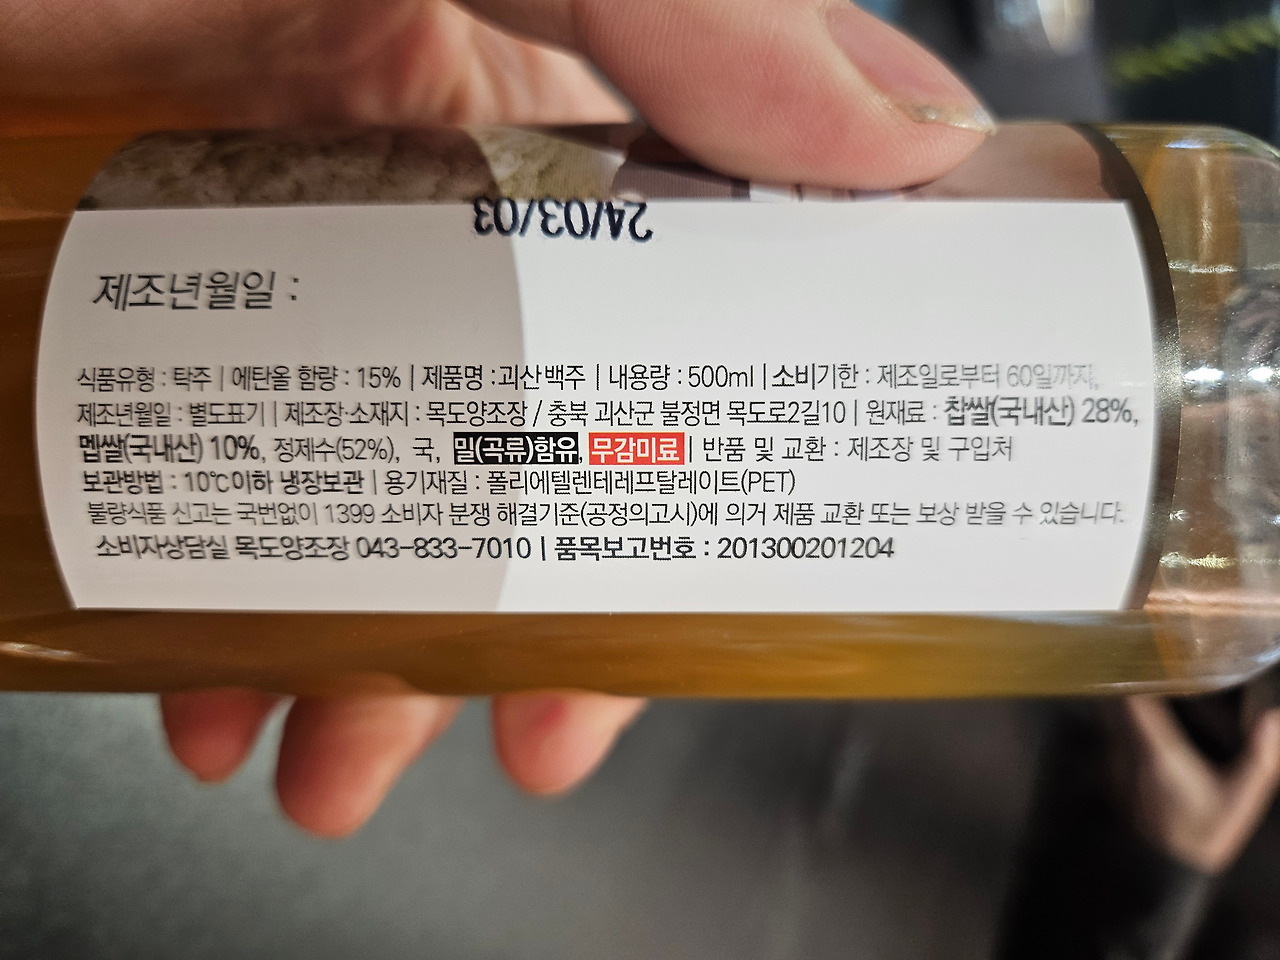 24/03/03
제조년월일 :
식품유형 : 탁주 | 에탄올 함량 : 15% | 제품명 : 괴산백주 | 내용량 : 500ml | 소비기한 : 제조일로부터 60일까지,
제조년월일 : 별도표기 | 제조장·소재지 : 목도양조장 / 충북 괴산군 불정면 목도로2길10 | 원재료 : 찹쌀(국내산) 28%,
멥쌀(국내산) 10%, 정제수(52%), 국, 밀(곡류)함유, 무감미료 | 반품 및 교환 : 제조장 및 구입처
보관방법 : 10℃이하 냉장보관 | 용기재질 : 폴리에텔렌테레프탈레이트(PET)
불량식품 신고는 국번없이 1399 소비자 분쟁 해결기준(공정의고시)에 의거 제품 교환 또는 보상 받을 수 있습니다.
소비자상담실 목도양조장 043-833-7010 | 품목보고번호 : 201300201204